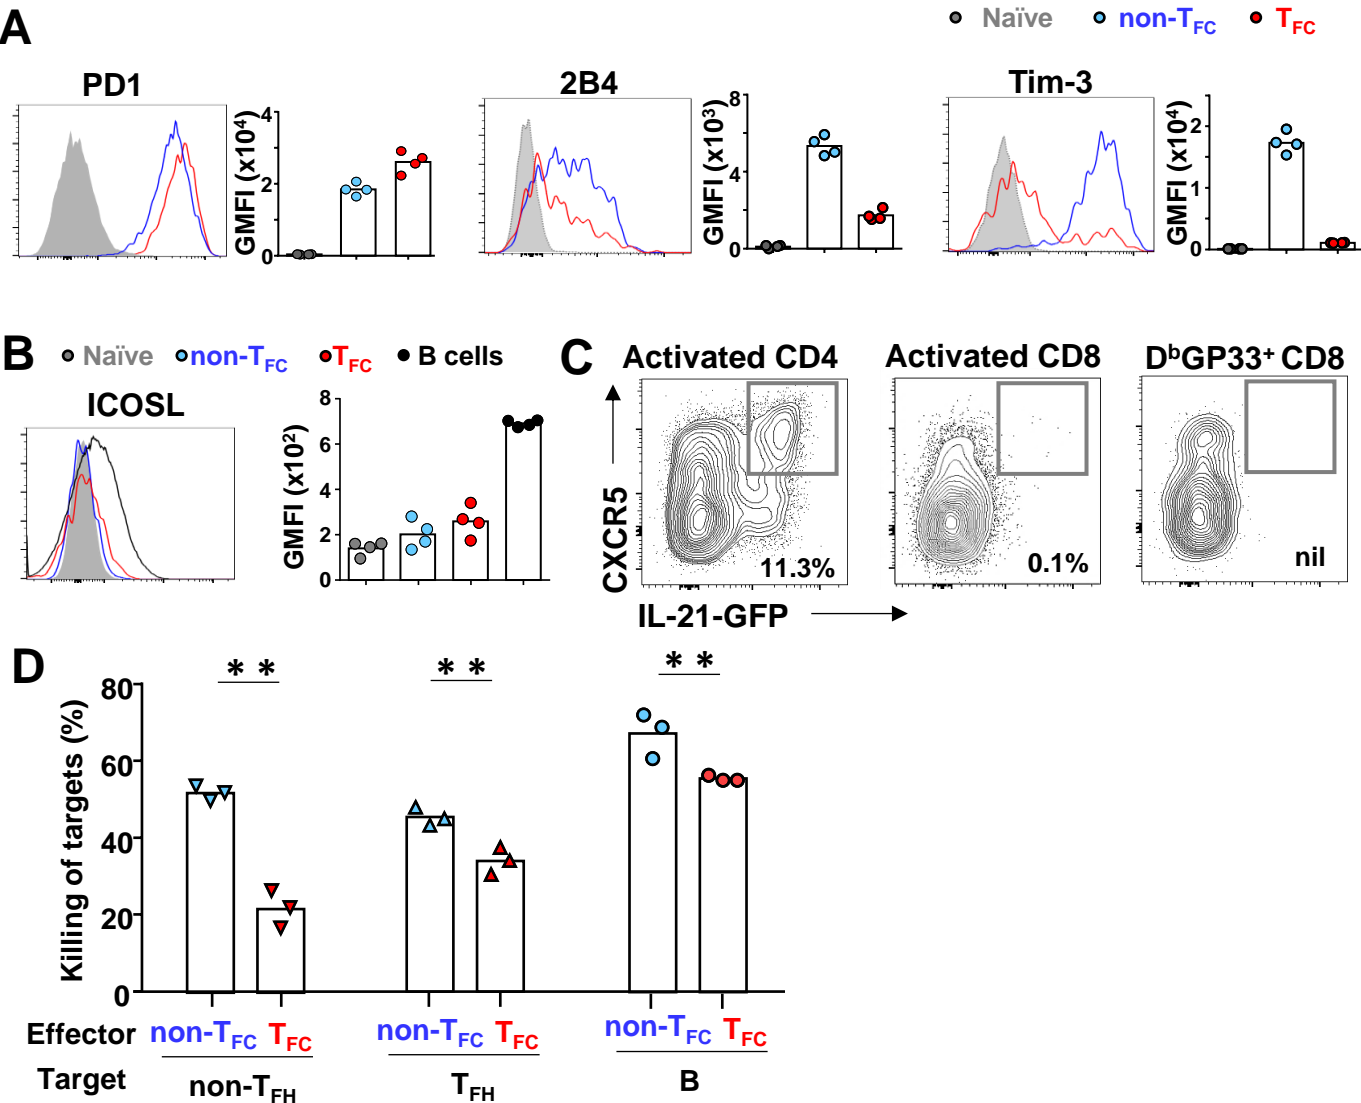 A
Naïve non-TFC TFC
PD1
GMFI (x10⁴)
4
2
0
2B4
GMFI (x10³)
8
4
0
Tim-3
GMFI (x10⁴)
2
1
0
B
Naïve non-TFC TFC B cells
ICOSL
GMFI (x10²)
8
6
4
2
0
C
Activated CD4 Activated CD8 DᵇGP33⁺ CD8
CXCR5
11.3% 0.1% nil
IL-21-GFP
D
** ** **
Killing of targets (%)
80
60
40
20
0
Effector non-TFC TFC non-TFC TFC non-TFC TFC
Target non-TFH TFH B